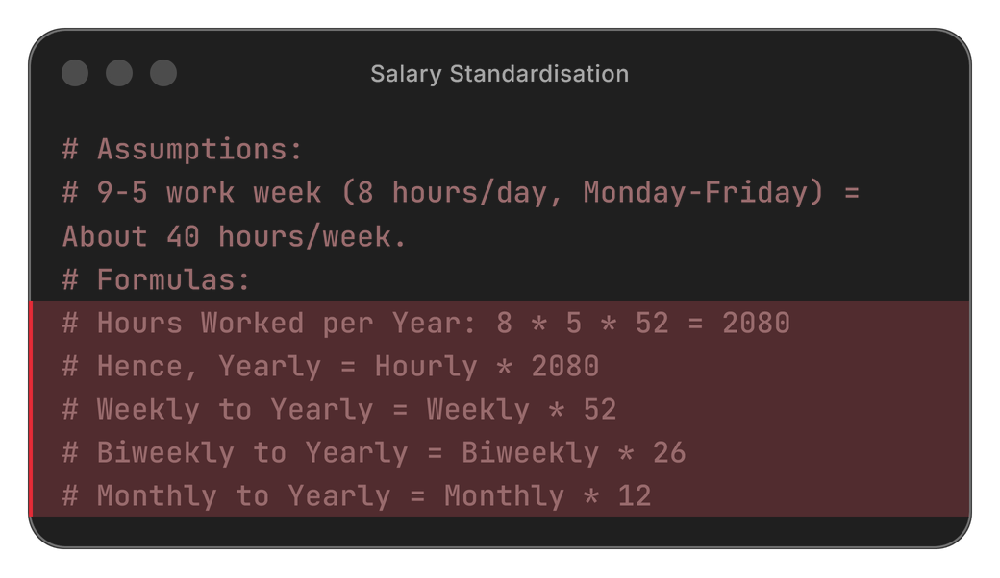 Salary Standardisation
# Assumptions:
# 9-5 work week (8 hours/day, Monday-Friday) =
About 40 hours/week.
# Formulas:
# Hours Worked per Year: 8 * 5 * 52 = 2080
# Hence, Yearly = Hourly * 2080
# Weekly to Yearly = Weekly * 52
# Biweekly to Yearly = Biweekly * 26
# Monthly to Yearly = Monthly * 12